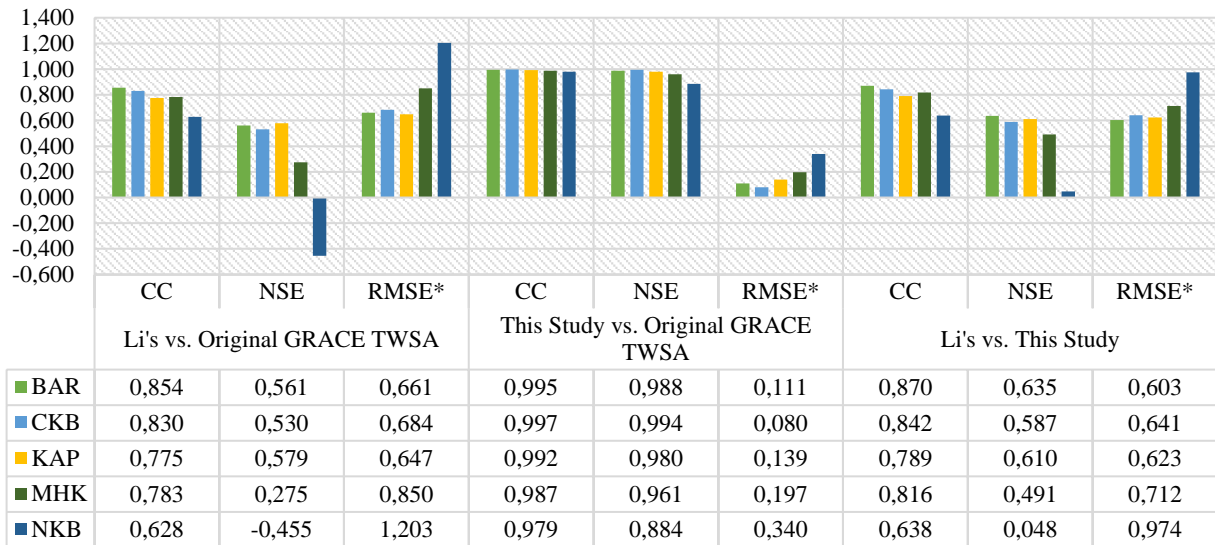 1,400
1,200
1,000
0,800
0,600
0,400
0,200
0,000
-0,200
-0,400
-0,600
CC NSE RMSE* CC NSE RMSE* CC NSE RMSE*
Li's vs. Original GRACE TWSA
This Study vs. Original GRACE
TWSA
Li's vs. This Study
BAR 0,854 0,561 0,661 0,995 0,988 0,111 0,870 0,635 0,603
CKB 0,830 0,530 0,684 0,997 0,994 0,080 0,842 0,587 0,641
KAP 0,775 0,579 0,647 0,992 0,980 0,139 0,789 0,610 0,623
MHK 0,783 0,275 0,850 0,987 0,961 0,197 0,816 0,491 0,712
NKB 0,628 -0,455 1,203 0,979 0,884 0,340 0,638 0,048 0,974